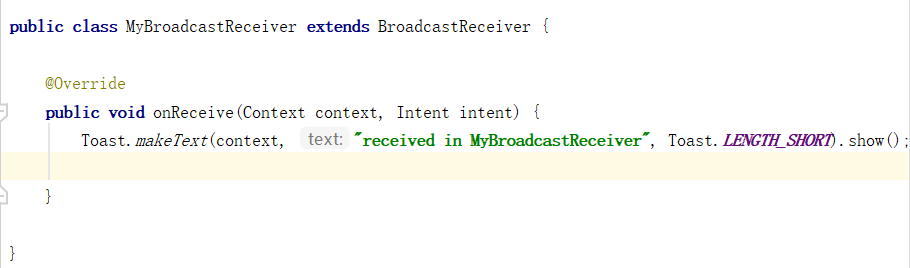 public class MyBroadcastReceiver extends BroadcastReceiver {
@Override
public void onReceive(Context context, Intent intent) {
Toast.makeText(context, text: "received in MyBroadcastReceiver", Toast.LENGTH_SHORT).show();
}
}